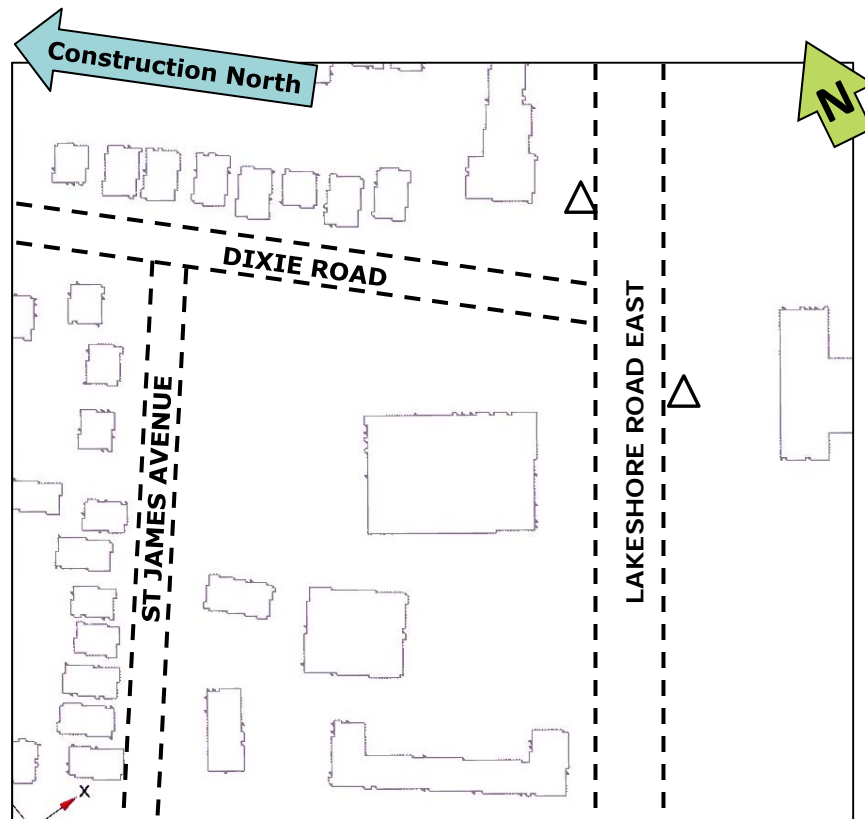 Construction North
N
DIXIE ROAD
LAKESHORE ROAD EAST
ST JAMES AVENUE
X